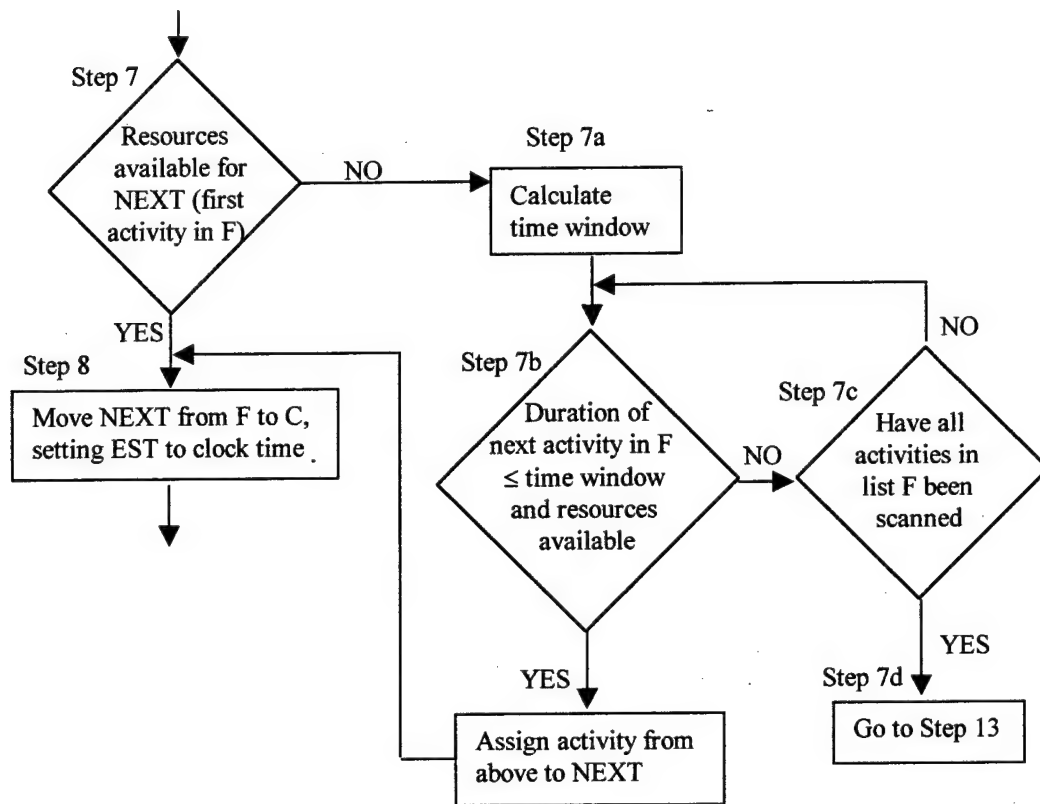 Step 7
Resources
available for
NEXT (first
activity in F)
NO
Step 7a
Calculate
time window
YES
Step 8
Move NEXT from F to C,
setting EST to clock time
Step 7b
Duration of
next activity in F
≤ time window
and resources
available
NO
Step 7c
Have all
activities in
list F been
scanned
NO
YES
Assign activity from
above to NEXT
YES
Step 7d
Go to Step 13